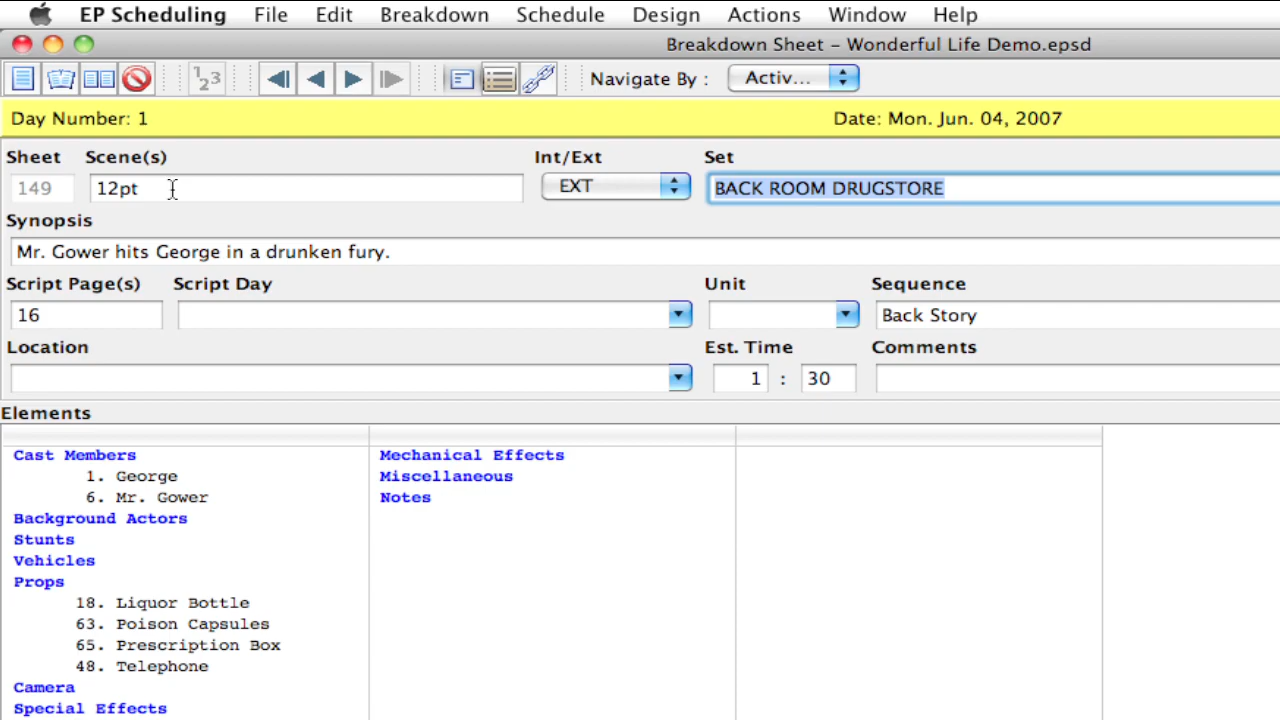 EP Scheduling File Edit Breakdown Schedule Design Actions Window Help
Breakdown Sheet – Wonderful Life Demo.epsd
123 Navigate By : Activ...
Day Number: 1 Date: Mon. Jun. 04, 2007
Sheet Scene(s) Int/Ext Set
149 12pt EXT BACK ROOM DRUGSTORE
Synopsis
Mr. Gower hits George in a drunken fury.
Script Page(s) Script Day Unit Sequence
16 Back Story
Location Est. Time Comments
1 : 30
Elements
Cast Members
1. George
6. Mr. Gower
Background Actors
Stunts
Vehicles
Props
18. Liquor Bottle
63. Poison Capsules
65. Prescription Box
48. Telephone
Camera
Special Effects
Mechanical Effects
Miscellaneous
Notes